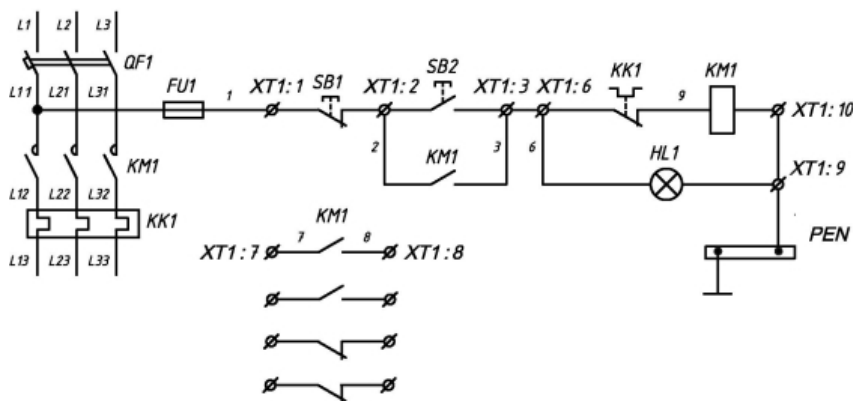 L1 L2 L3
QF1
L11 L21 L31
FU1
1
XT1:1
SB1
XT1:2
SB2
XT1:3
XT1:6
KK1
9
KM1
XT1:10
2
KM1
3
6
HL1
XT1:9
KM1
L12 L22 L32
KK1
L13 L23 L33
PEN
KM1
XT1:7
7
8
XT1:8